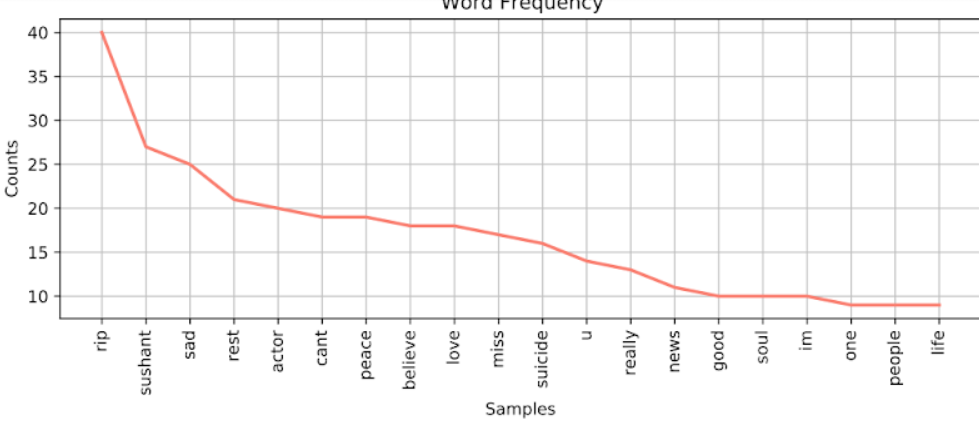 Word Frequency
40
35
30
25
20
15
10
Counts
rip
sushant
sad
rest
actor
cant
peace
believe
love
miss
suicide
u
really
news
good
soul
im
one
people
life
Samples